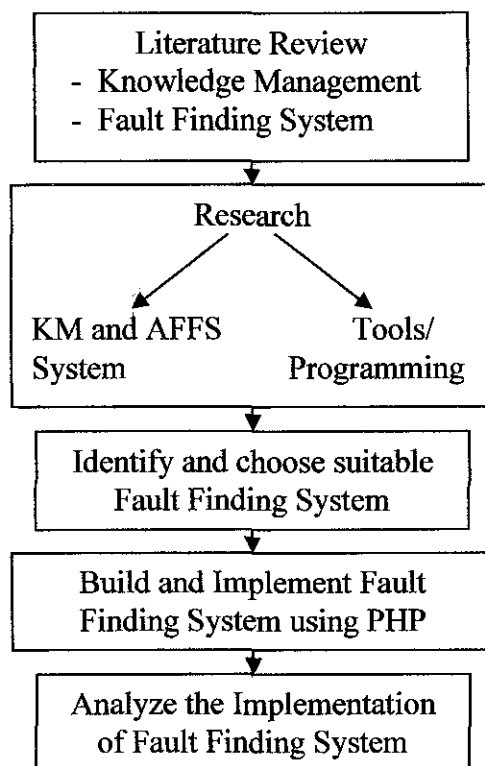 Literature Review
- Knowledge Management
- Fault Finding System
Research
KM and AFFS
System
Tools/
Programming
Identify and choose suitable
Fault Finding System
Build and Implement Fault
Finding System using PHP
Analyze the Implementation
of Fault Finding System